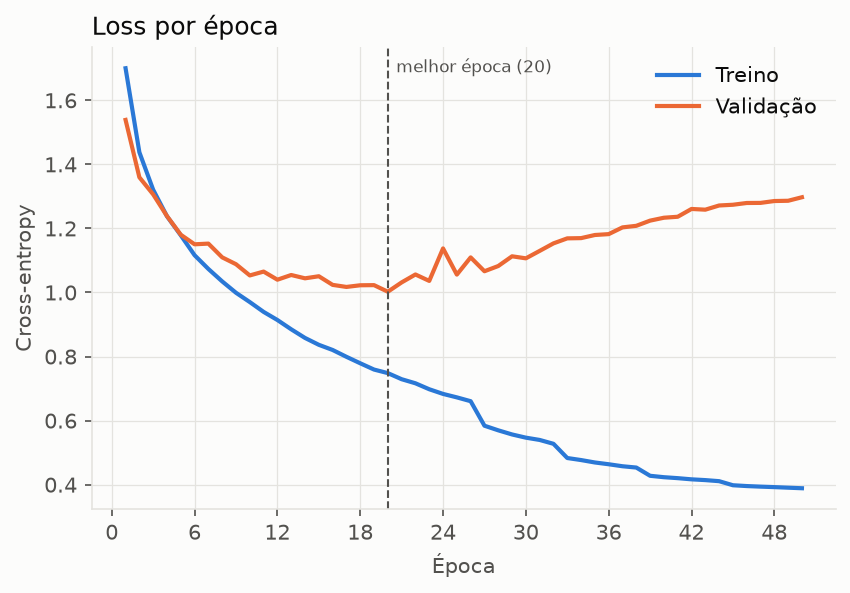 Loss por época
melhor época (20)
Treino
Validação
1.6
1.4
1.2
1.0
0.8
0.6
0.4
Cross-entropy
0 6 12 18 24 30 36 42 48
Época